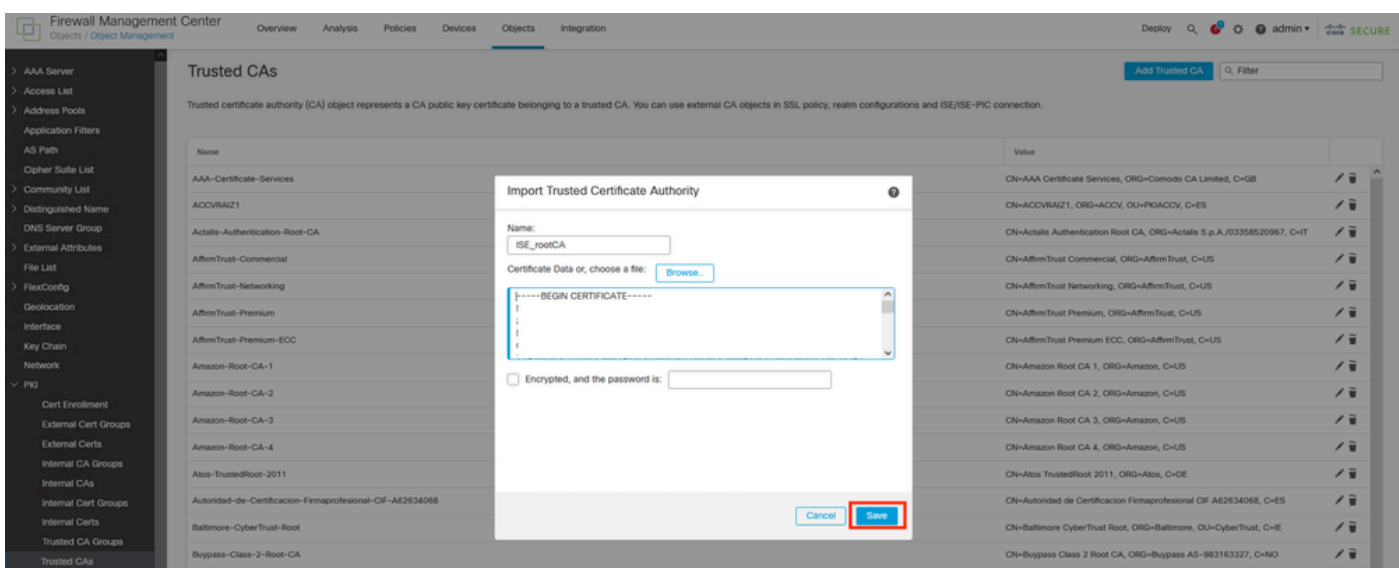 Firewall Management Center
Objects / Object Management
Overview Analysis Policies Devices Objects Integration
Deploy admin SECURE
AAA Server
Access List
Address Pools
Application Filters
AS Path
Cipher Suite List
Community List
Distinguished Name
DNS Server Group
External Attributes
File List
FlexConfig
Geolocation
Interface
Key Chain
Network
PKI
Cert Enrollment
External Cert Groups
External Certs
Internal CA Groups
Internal CAs
Internal Cert Groups
Internal Certs
Trusted CA Groups
Trusted CAs
Trusted CAs
Add Trusted CA Filter
Trusted certificate authority (CA) object represents a CA public key certificate belonging to a trusted CA. You can use external CA objects in SSL policy, realm configurations and ISE/ISE-PIC connection.
Name Value
AAA-Certificate-Services CN=AAA Certificate Services, ORG=Comodo CA Limited, C=GB
ACCVRAIZ1 CN=ACCVRAIZ1, ORG=ACCV, OU=PKIACCV, C=ES
Actalis-Authentication-Root-CA CN=Actalis Authentication Root CA, ORG=Actalis S.p.A./03358520967, C=IT
AffirmTrust-Commercial CN=AffirmTrust Commercial, ORG=AffirmTrust, C=US
AffirmTrust-Networking CN=AffirmTrust Networking, ORG=AffirmTrust, C=US
AffirmTrust-Premium CN=AffirmTrust Premium, ORG=AffirmTrust, C=US
AffirmTrust-Premium-ECC CN=AffirmTrust Premium ECC, ORG=AffirmTrust, C=US
Amazon-Root-CA-1 CN=Amazon Root CA 1, ORG=Amazon, C=US
Amazon-Root-CA-2 CN=Amazon Root CA 2, ORG=Amazon, C=US
Amazon-Root-CA-3 CN=Amazon Root CA 3, ORG=Amazon, C=US
Amazon-Root-CA-4 CN=Amazon Root CA 4, ORG=Amazon, C=US
Atos-TrustedRoot-2011 CN=Atos TrustedRoot 2011, ORG=Atos, C=DE
Autoridad-de-Certificacion-Firmaprofesional-CIF-A62634068 CN=Autoridad de Certificacion Firmaprofesional CIF A62634068, C=ES
Baltimore-CyberTrust-Root CN=Baltimore CyberTrust Root, ORG=Baltimore, OU=CyberTrust, C=IE
Buypass-Class-2-Root-CA CN=Buypass Class 2 Root CA, ORG=Buypass AS-983163327, C=NO
Import Trusted Certificate Authority
Name:
ISE_rootCA
Certificate Data or, choose a file: Browse..
-----BEGIN CERTIFICATE-----
Encrypted, and the password is:
Cancel Save